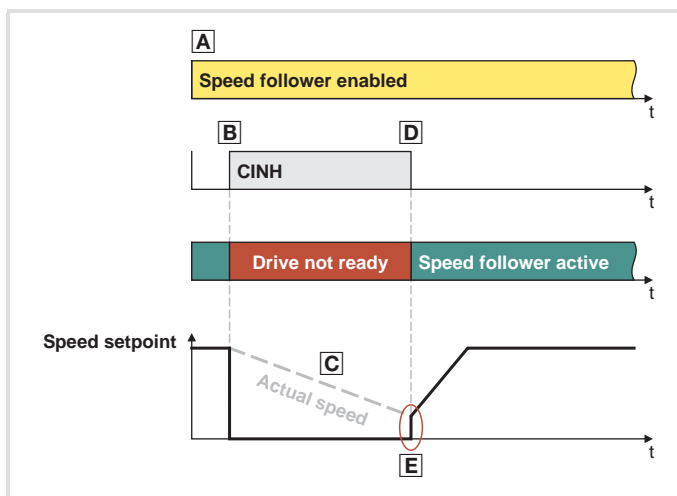 A
Speed follower enabled
t
B
D
CINH
t
Drive not ready
Speed follower active
t
Speed setpoint
C
Actual speed
t
E